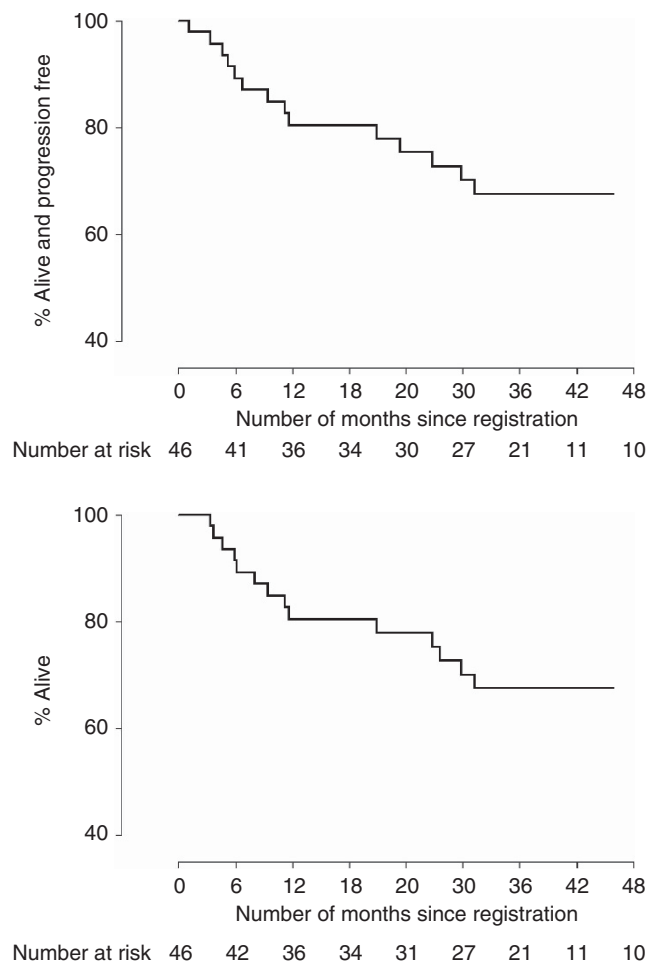 100
80
60
40
% Alive and progression free
0 6 12 18 20 30 36 42 48
Number of months since registration
Number at risk 46 41 36 34 30 27 21 11 10
100
80
60
40
% Alive
0 6 12 18 20 30 36 42 48
Number of months since registration
Number at risk 46 42 36 34 31 27 21 11 10